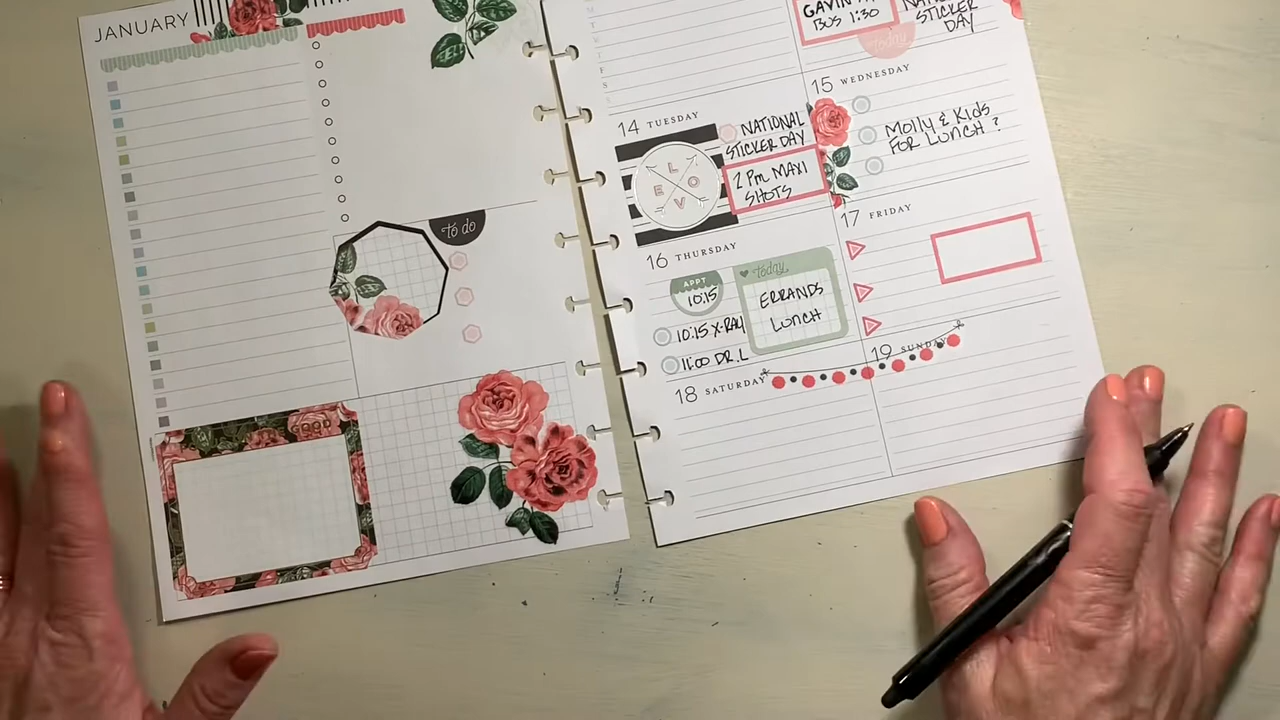 JANUARY
to do
GOOD
M
T
W
T
F
S
S
BUS 1:30
STICKER
DAY
today
14 TUESDAY
NATIONAL
STICKER DAY
L
E O
V
2 PM MAXI
SHOTS
15 WEDNESDAY
MOLLY & KIDS
FOR LUNCH ?
16 THURSDAY
APPT
10:15
10:15 X-RAY
11:00 DR. L
today
ERRANDS
LUNCH
17 FRIDAY
18 SATURDAY
19 SUNDAY